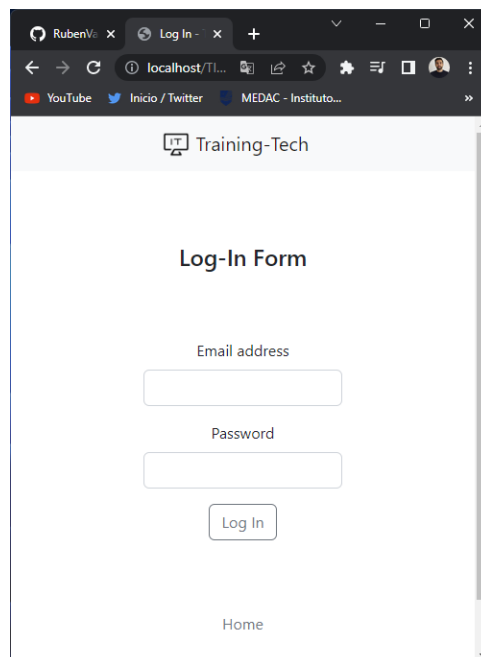 RubenVa
Log In -
localhost/TI...
YouTube Inicio / Twitter MEDAC - Instituto... »
IT Training-Tech
Log-In Form
Email address
Password
Log In
Home